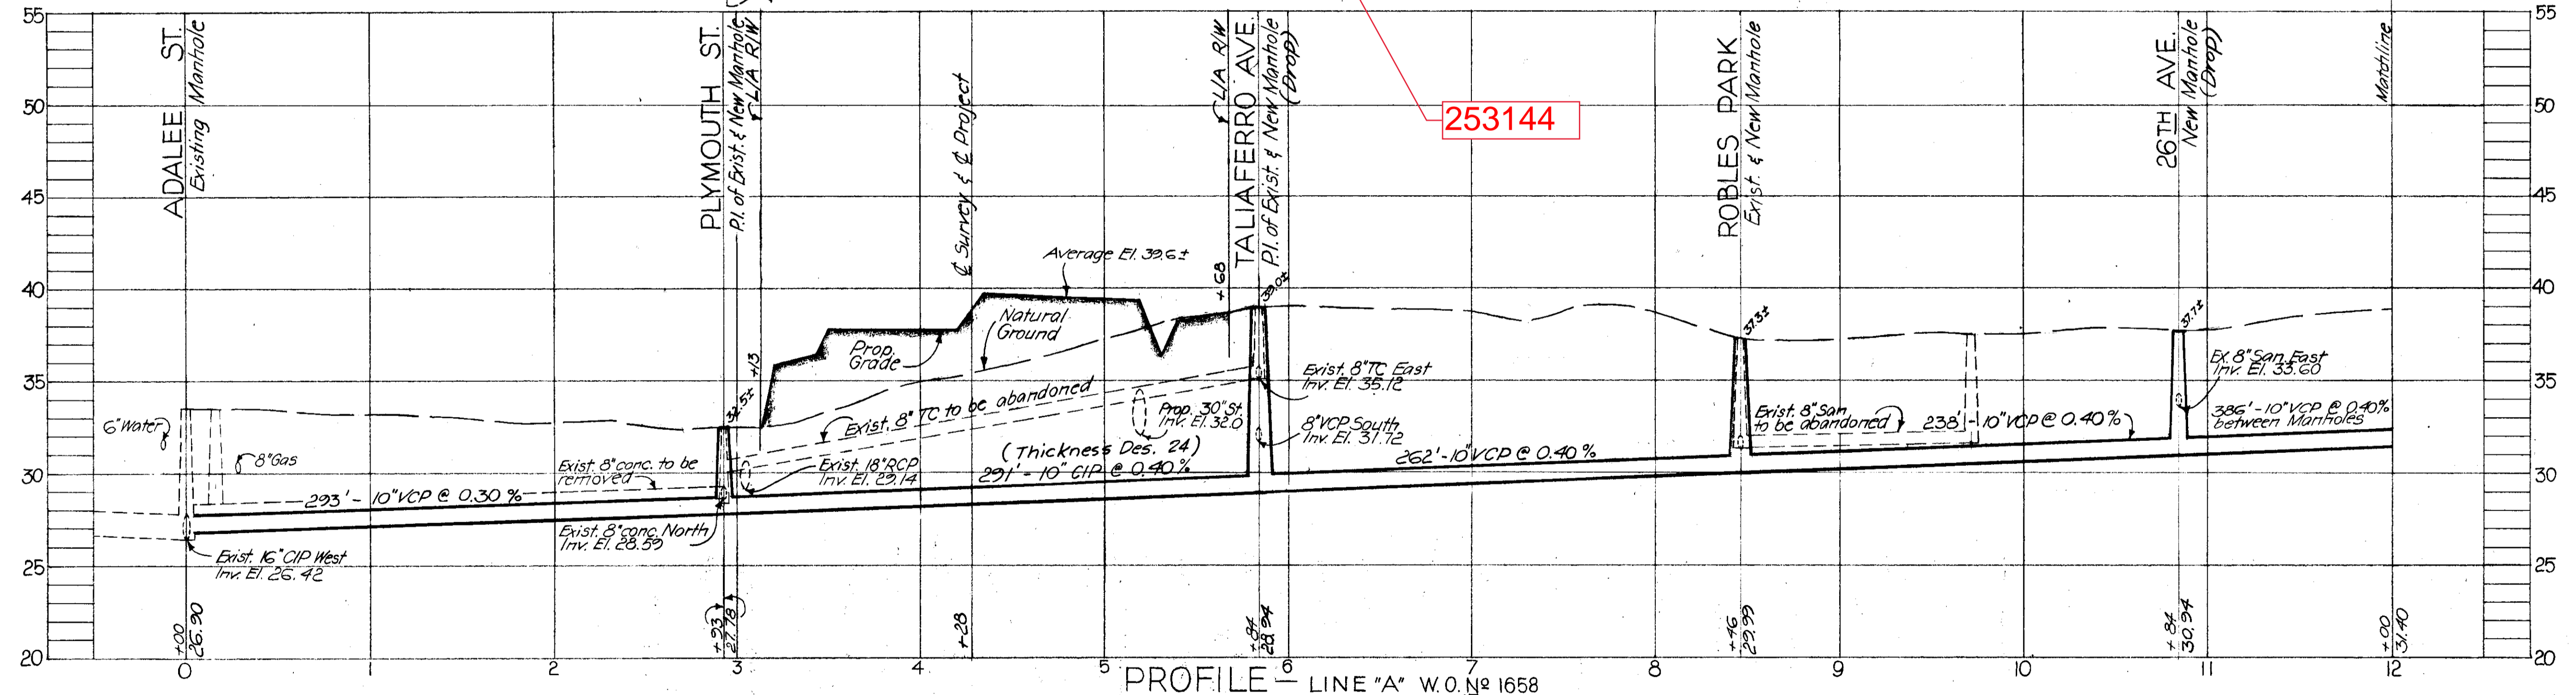 55
50
45
40
35
30
25
20
ADALEE ST.
Existing Manhole
6" Water
8" Gas
293' - 10" VCP @ 0.30 %
Exist. 16" CIP West
Inv. El. 26.42
+00
26.90
Exist. 8" conc. to be
removed
Exist. 8" conc. North
Inv. El. 28.59
PLYMOUTH ST.
P.I. of Exist. & New Manhole
L/A R/W
32.5±
+13
+93
27.78
Exist. 18" RCP
Inv. El. 29.14
Prop.
Grade
Natural
Ground
Exist. 8" TC to be abandoned
(Thickness Des. 24)
291' - 10" CIP @ 0.40 %
℄ Survey & ℄ Project
+28
Average El. 39.6±
Prop. 30" St.
Inv. El. 32.0
L/A R/W
+68
TALIAFERRO AVE.
P.I. of Exist. & New Manhole
(Drop)
39.0±
Exist. 8" TC East
Inv. El. 35.12
8" VCP South
Inv. El. 31.72
+84
28.94
253144
262' - 10" VCP @ 0.40 %
ROBLES PARK
Exist. & New Manhole
37.3±
Exist. 8" San.
to be abandoned
238' - 10" VCP @ 0.40 %
+46
29.99
26TH AVE.
New Manhole
(Drop)
37.7±
Ex. 8" San. East
Inv. El. 33.60
386' - 10" VCP @ 0.40%
between Manholes
+84
30.94
Matchline
+00
31.40
55
50
45
40
35
30
25
20
0 1 2 3 4 5 6 7 8 9 10 11 12
PROFILE — LINE "A" W.O. Nº 1658